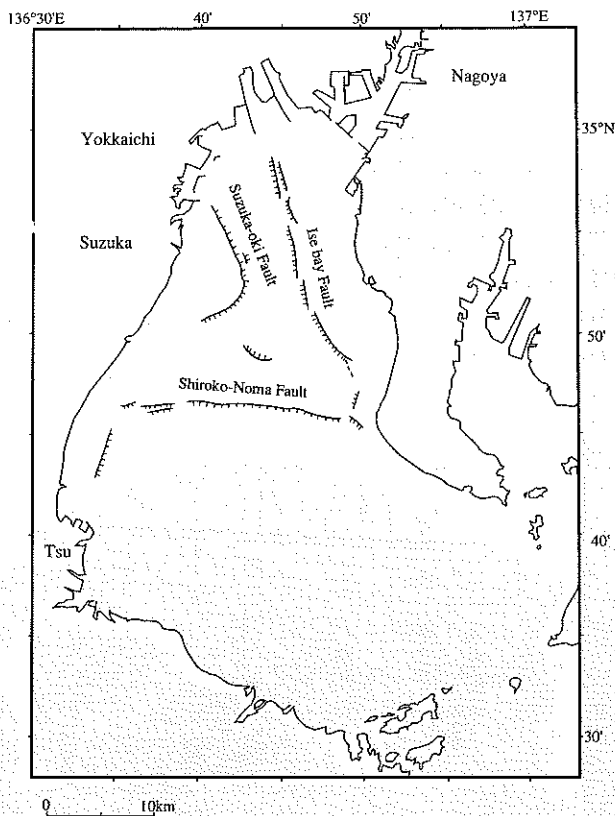 136°30'E 40' 50' 137°E
Nagoya
35°N
Yokkaichi
Suzuka
Suzuka-oki Fault
Ise bay Fault
50'
Shiroko-Noma Fault
40'
Tsu
30'
0 10km